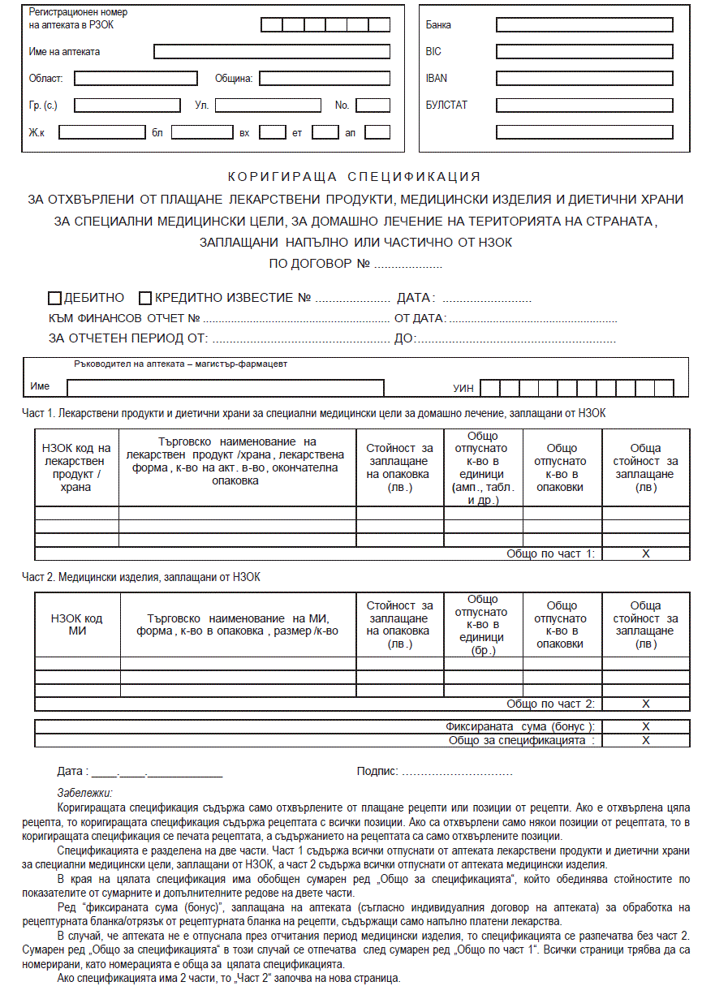 Регистрационен номер
на аптеката в РЗОК
Име на аптеката
Област: Община:
Гр. (с.) Ул. No.
Ж.к бл вх ет ап
Банка
BIC
IBAN
БУЛСТАТ
КОРИГИРАЩА СПЕЦИФИКАЦИЯ
ЗА ОТХВЪРЛЕНИ ОТ ПЛАЩАНЕ ЛЕКАРСТВЕНИ ПРОДУКТИ, МЕДИЦИНСКИ ИЗДЕЛИЯ И ДИЕТИЧНИ ХРАНИ
ЗА СПЕЦИАЛНИ МЕДИЦИНСКИ ЦЕЛИ, ЗА ДОМАШНО ЛЕЧЕНИЕ НА ТЕРИТОРИЯТА НА СТРАНАТА,
ЗАПЛАЩАНИ НАПЪЛНО ИЛИ ЧАСТИЧНО ОТ НЗОК
ПО ДОГОВОР № ....................
ДЕБИТНО КРЕДИТНО ИЗВЕСТИЕ № ...................... ДАТА: ..........................
КЪМ ФИНАНСОВ ОТЧЕТ № ............................................................ ОТ ДАТА: ......................................................
ЗА ОТЧЕТЕН ПЕРИОД ОТ: .................................................... ДО:..........................................................
Ръководител на аптеката – магистър-фармацевт
Име УИН
Част 1. Лекарствени продукти и диетични храни за специални медицински цели за домашно лечение, заплащани от НЗОК
НЗОК код на
лекарствен
продукт /
храна
Търговско наименование на
лекарствен продукт /храна, лекарствена
форма, к-во на акт. в-во, окончателна
опаковка
Стойност за
заплащане
на опаковка
(лв.)
Общо
отпуснато
к-во в
единици
(амп., табл.
и др.)
Общо
отпуснато
к-во в
опаковки
Обща
стойност за
заплащане
(лв)
Общо по част 1: X
Част 2. Медицински изделия, заплащани от НЗОК
НЗОК код
МИ
Търговско наименование на МИ,
форма, к-во в опаковка, размер/к-во
Стойност за
заплащане
на опаковка
(лв.)
Общо
отпуснато
к-во в
единици
(бр.)
Общо
отпуснато
к-во в
опаковки
Обща
стойност за
заплащане
(лв)
Общо по част 2: X
Фиксираната сума (бонус): X
Общо за спецификацията : X
Дата : ____.____.____________ Подпис: ..............................
Забележки:
Коригиращата спецификация съдържа само отхвърлените от плащане рецепти или позиции от рецепти. Ако е отхвърлена цяла
рецепта, то коригиращата спецификация съдържа рецептата с всички позиции. Ако са отхвърлени само някои позиции от рецептата, то в
коригиращата спецификация се печата рецептата, а съдържанието на рецептата са само отхвърлените позиции.
Спецификацията е разделена на две части. Част 1 съдържа всички отпуснати от аптеката лекарствени продукти и диетични храни
за специални медицински цели, заплащани от НЗОК, а част 2 съдържа всички отпуснати от аптеката медицински изделия.
В края на цялата спецификация има обобщен сумарен ред „Общо за спецификацията“, който обединява стойностите по
показателите от сумарните и допълнителните редове на двете части.
Ред “фиксираната сума (бонус)”, заплащана на аптеката (съгласно индивидуалния договор на аптеката) за обработка на
рецептурната бланка/отрязък от рецептурната бланка на рецепти, съдържащи само напълно платени лекарства.
В случай, че аптеката не е отпуснала през отчитания период медицински изделия, то спецификацията се разпечатва без част 2.
Сумарен ред „Общо за спецификацията“ в този случай се отпечатва след сумарен ред „Общо по част 1“. Всички страници трябва да са
номерирани, като номерацията е обща за цялата спецификацията.
Ако спецификацията има 2 части, то „Част 2“ започва на нова страница.